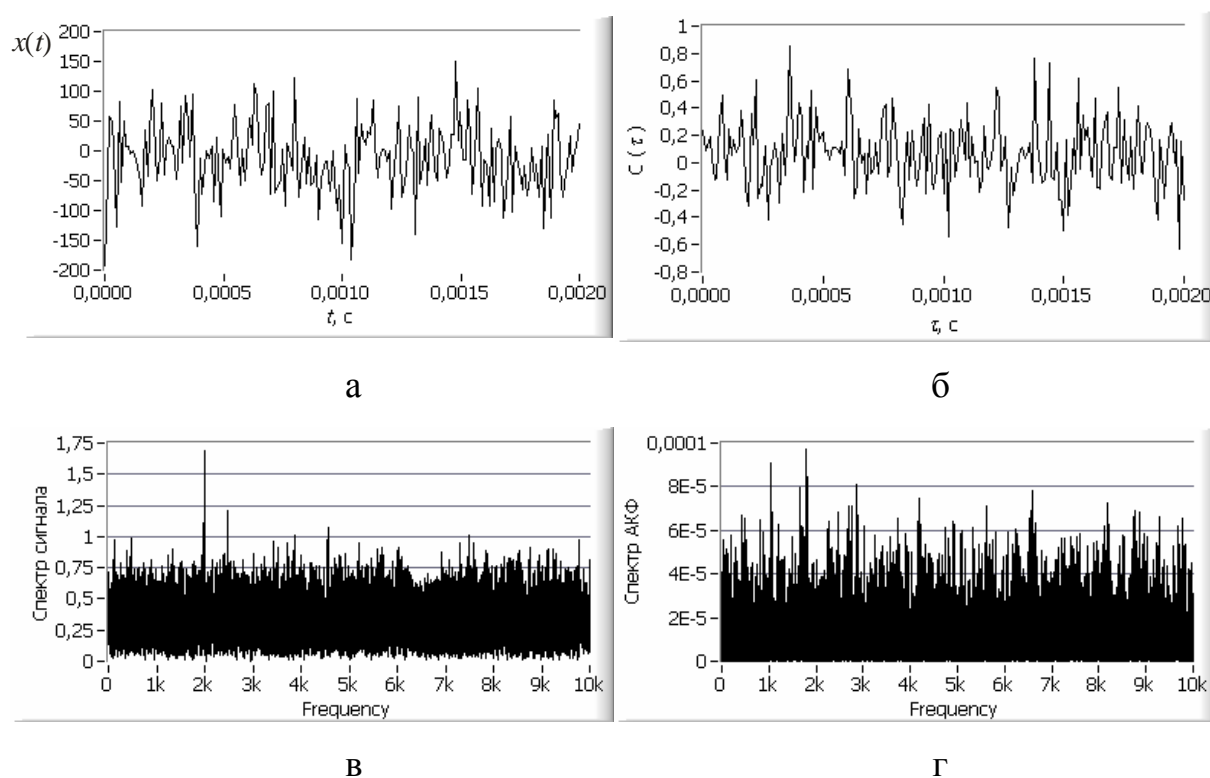 x(t)
200
150
100
50
0
-50
-100
-150
-200
0,0000 0,0005 0,0010 0,0015 0,0020
t, с
а
1
0,8
0,6
0,4
0,2
0
-0,2
-0,4
-0,6
-0,8
C (τ)
0,0000 0,0005 0,0010 0,0015 0,0020
τ, с
б
Спектр сигнала
1,75
1,5
1,25
1
0,75
0,5
0,25
0
0 1k 2k 3k 4k 5k 6k 7k 8k 9k 10k
Frequency
в
Спектр АКФ
0,0001
8E-5
6E-5
4E-5
2E-5
0
0 1k 2k 3k 4k 5k 6k 7k 8k 9k 10k
Frequency
г